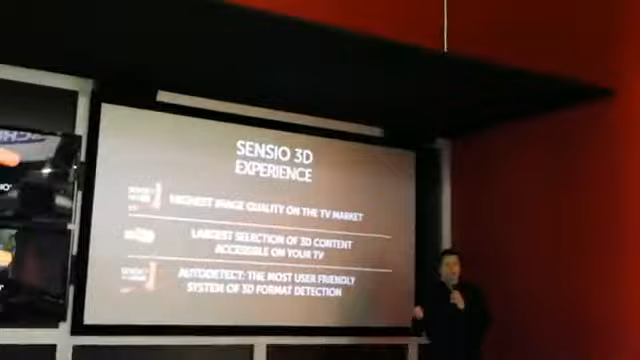 SENSIO 3D
EXPERIENCE
HIGHEST IMAGE QUALITY ON THE TV MARKET
LARGEST SELECTION OF 3D CONTENT
ACCESSIBLE ON YOUR TV
AUTODETECT: THE MOST USER FRIENDLY
SYSTEM OF 3D FORMAT DETECTION